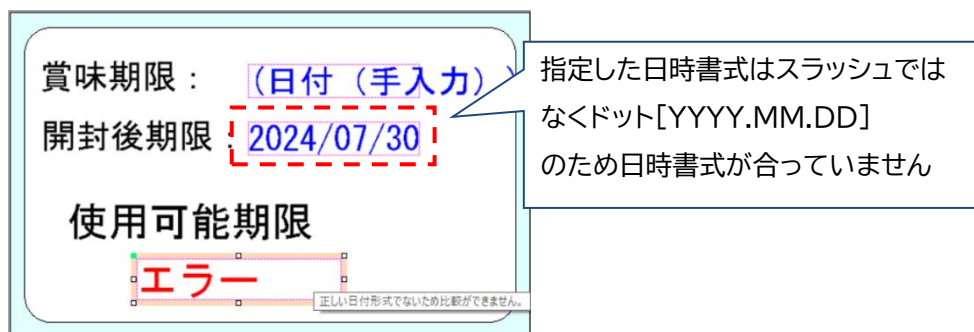 賞味期限： (日付（手入力））
開封後期限：2024/07/30
使用可能期限
エラー
正しい日付形式でないため比較ができません。
指定した日時書式はスラッシュでは
なくドット[YYYY.MM.DD]
のため日時書式が合っていません